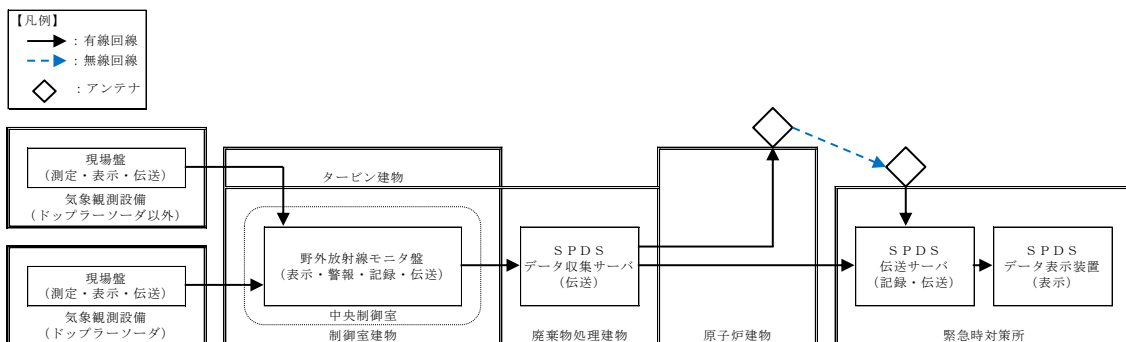 【凡例】
：有線回線
：無線回線
：アンテナ
現場盤
（測定・表示・伝送）
気象観測設備
（ドップラーソーダ以外）
現場盤
（測定・表示・伝送）
気象観測設備
（ドップラーソーダ）
タービン建物
野外放射線モニタ盤
（表示・警報・記録・伝送）
中央制御室
制御室建物
ＳＰＤＳ
データ収集サーバ
（伝送）
廃棄物処理建物
原子炉建物
ＳＰＤＳ
伝送サーバ
（記録・伝送）
ＳＰＤＳ
データ表示装置
（表示）
緊急時対策所